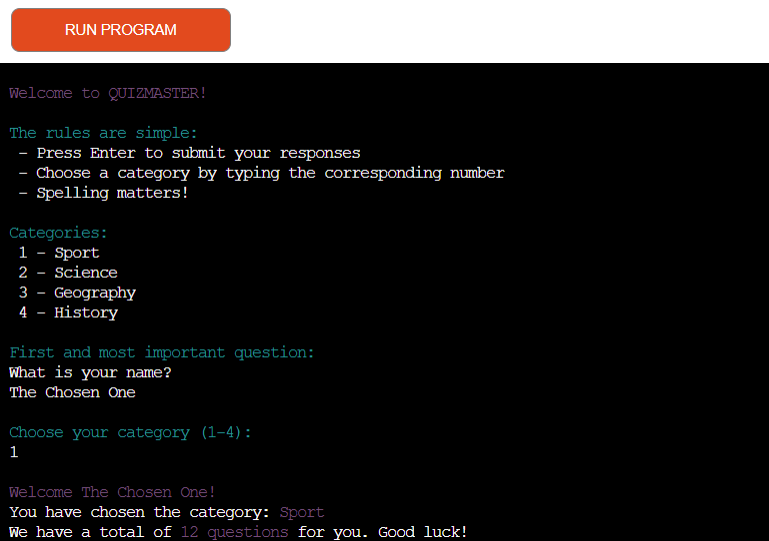 RUN PROGRAM
Welcome to QUIZMASTER!
The rules are simple:
- Press Enter to submit your responses
- Choose a category by typing the corresponding number
- Spelling matters!
Categories:
1 - Sport
2 - Science
3 - Geography
4 - History
First and most important question:
What is your name?
The Chosen One
Choose your category (1-4):
1
Welcome The Chosen One!
You have chosen the category: Sport
We have a total of 12 questions for you. Good luck!